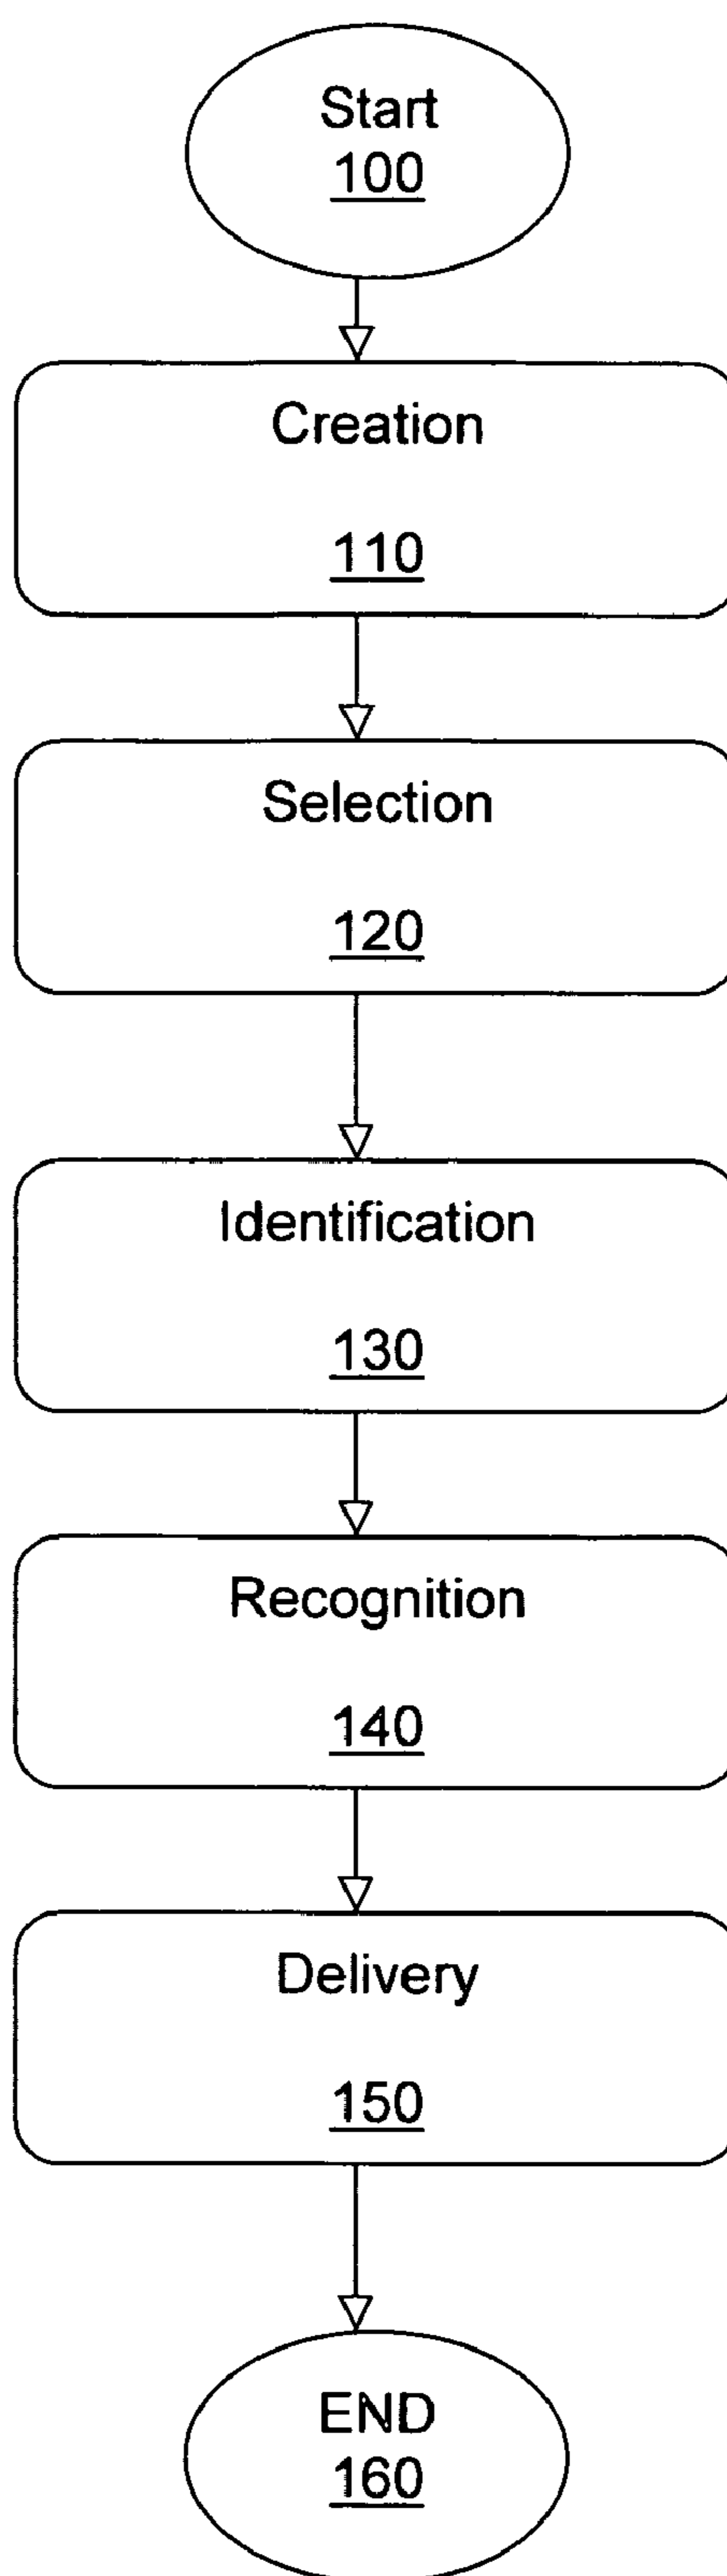 Start
100
Creation
110
Selection
120
Identification
130
Recognition
140
Delivery
150
END
160